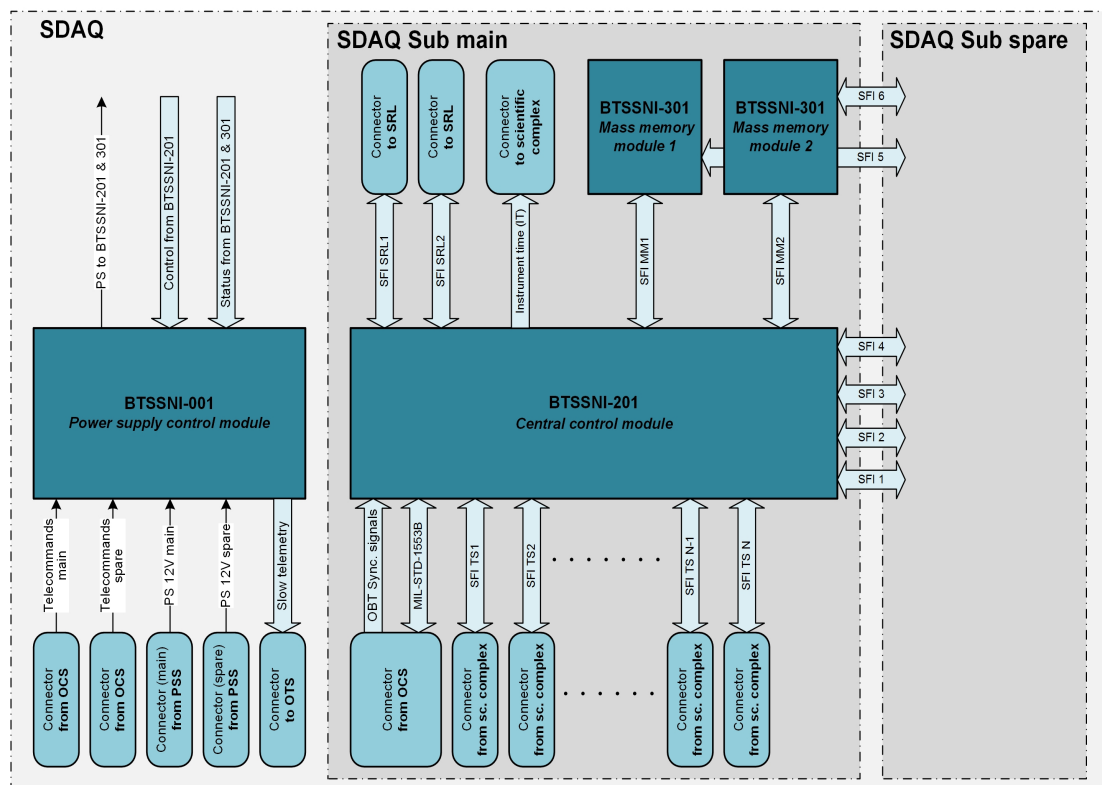 SDAQ
SDAQ Sub main
SDAQ Sub spare
PS to BTSSNI-201 & 301
Control from BTSSNI-201
Status from BTSSNI-201 & 301
Connector
to SRL
Connector
to SRL
Connector
to scientific
complex
BTSSNI-301
Mass memory
module 1
BTSSNI-301
Mass memory
module 2
SFI 6
SFI 5
SFI SRL1
SFI SRL2
Instrument time (IT)
SFI MM1
SFI MM2
BTSSNI-001
Power supply control module
BTSSNI-201
Central control module
SFI 4
SFI 3
SFI 2
SFI 1
Telecommands
main
Telecommands
spare
PS 12V main
PS 12V spare
Slow telemetry
OBT Sync. signals
MIL-STD-1553B
SFI TS1
SFI TS2
. . . . . . . .
SFI TS N-1
SFI TS N
Connector
from OCS
Connector
from OCS
Connector (main)
from PSS
Connector (spare)
from PSS
Connector
to OTS
Connector
from OCS
Connector
from sc. complex
Connector
from sc. complex
. . . . . . .
Connector
from sc. complex
Connector
from sc. complex